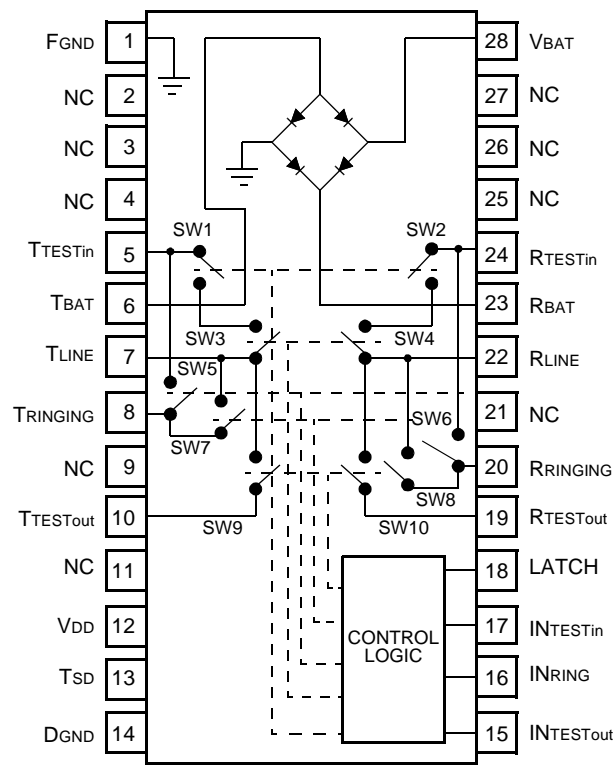 FGND 1 28 VBAT
NC 2 27 NC
NC 3 26 NC
NC 4 25 NC
SW1 SW2
TTESTin 5 24 RTESTin
TBAT 6 23 RBAT
SW3 SW4
TLINE 7 22 RLINE
SW5
TRINGING 8 21 NC
SW6
SW7
NC 9 20 RRINGING
SW8
TTESTout 10 19 RTESTout
SW9 SW10
NC 11 18 LATCH
VDD 12 17 INTESTin
CONTROL
LOGIC
TSD 13 16 INRING
DGND 14 15 INTESTout